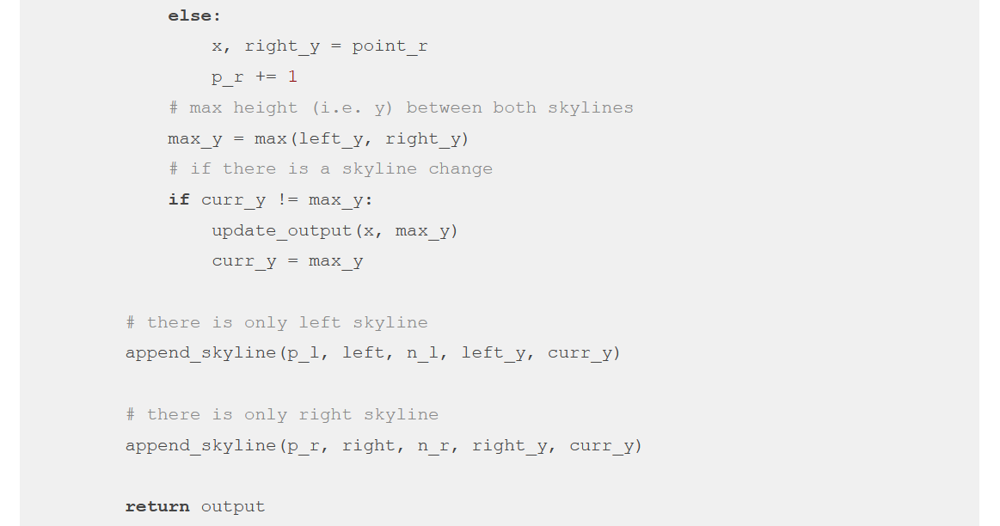 else:
x, right_y = point_r
p_r += 1
# max height (i.e. y) between both skylines
max_y = max(left_y, right_y)
# if there is a skyline change
if curr_y != max_y:
update_output(x, max_y)
curr_y = max_y
# there is only left skyline
append_skyline(p_l, left, n_l, left_y, curr_y)
# there is only right skyline
append_skyline(p_r, right, n_r, right_y, curr_y)
return output